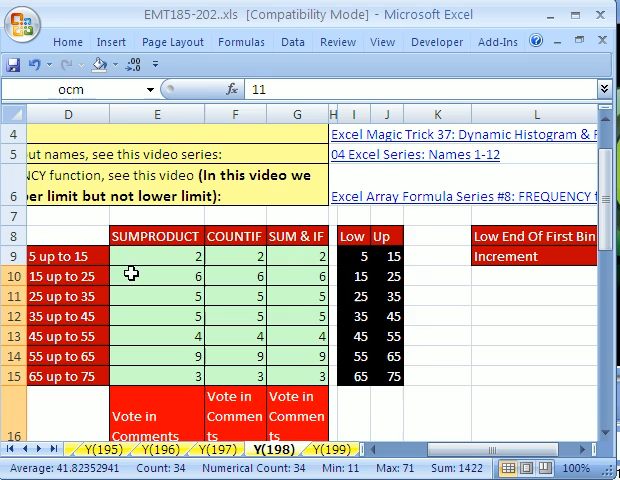 EMT185-202..xls [Compatibility Mode] - Microsoft Excel
Home Insert Page Layout Formulas Data Review View Developer Add-Ins
ocm fx 11
D E F G H I J K L
4 Excel Magic Trick 37: Dynamic Histogram & F
5 out names, see this video series: 04 Excel Series: Names 1-12
NCY function, see this video (In this video we
6 per limit but not lower limit): Excel Array Formula Series #8: FREQUENCY f
7
8 SUMPRODUCT COUNTIF SUM & IF Low Up Low End Of First Bin
9 5 up to 15 2 2 2 5 15 Increment
10 15 up to 25 6 6 6 15 25
11 25 up to 35 5 5 5 25 35
12 35 up to 45 5 5 5 35 45
13 45 up to 55 4 4 4 45 55
14 55 up to 65 9 9 9 55 65
15 65 up to 75 3 3 3 65 75
Vote in Vote in
Vote in Commen Commen
16 Comments ts ts
Y(195) Y(196) Y(197) Y(198) Y(199)
Average: 41.82352941 Count: 34 Numerical Count: 34 Min: 11 Max: 71 Sum: 1422 100%